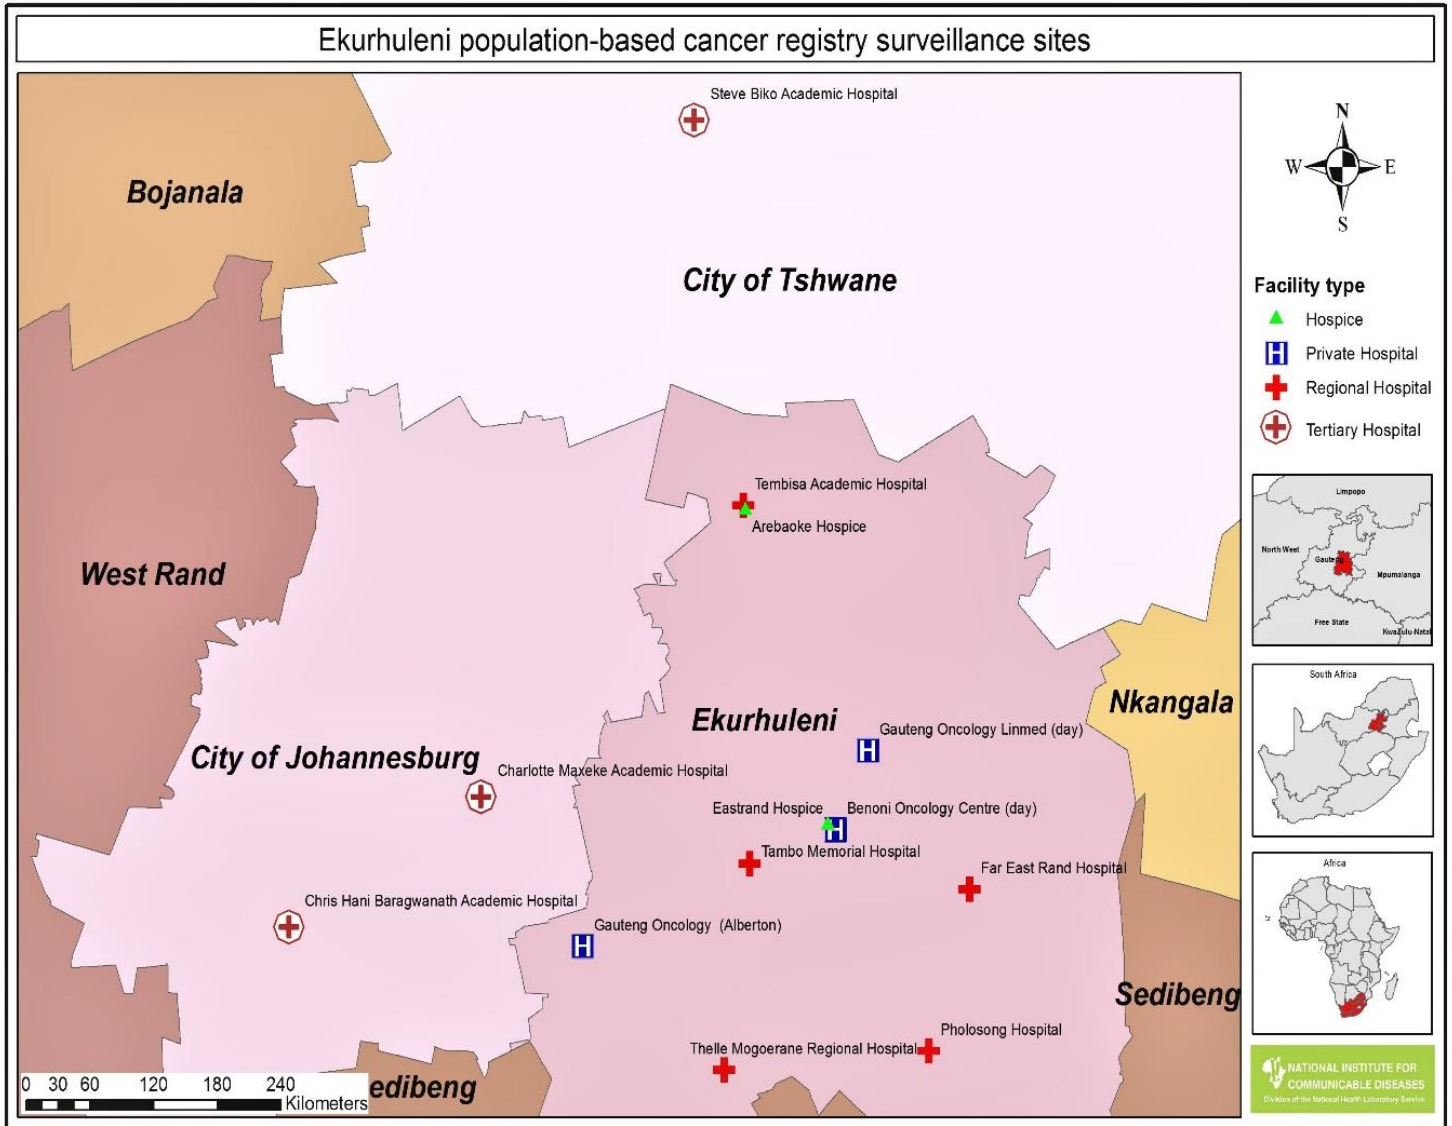 Ekurhuleni population-based cancer registry surveillance sites
Steve Biko Academic Hospital
Bojanala
City of Tshwane
Tembisa Academic Hospital
Arebaoke Hospice
West Rand
Ekurhuleni
Nkangala
Gauteng Oncology Linmed (day)
City of Johannesburg
Charlotte Maxeke Academic Hospital
Eastrand Hospice
Benoni Oncology Centre (day)
Tambo Memorial Hospital
Far East Rand Hospital
Chris Hani Baragwanath Academic Hospital
Gauteng Oncology (Alberton)
Sedibeng
Pholosong Hospital
Thelle Mogoerane Regional Hospital
edibeng
0 30 60 120 180 240
Kilometers
N
W E
S
Facility type
Hospice
H Private Hospital
Regional Hospital
Tertiary Hospital
Limpopo
North West
Gauteng
Mpumalanga
Free State
KwaZulu-Natal
South Africa
Africa
NATIONAL INSTITUTE FOR
COMMUNICABLE DISEASES
Division of the National Health Laboratory Service